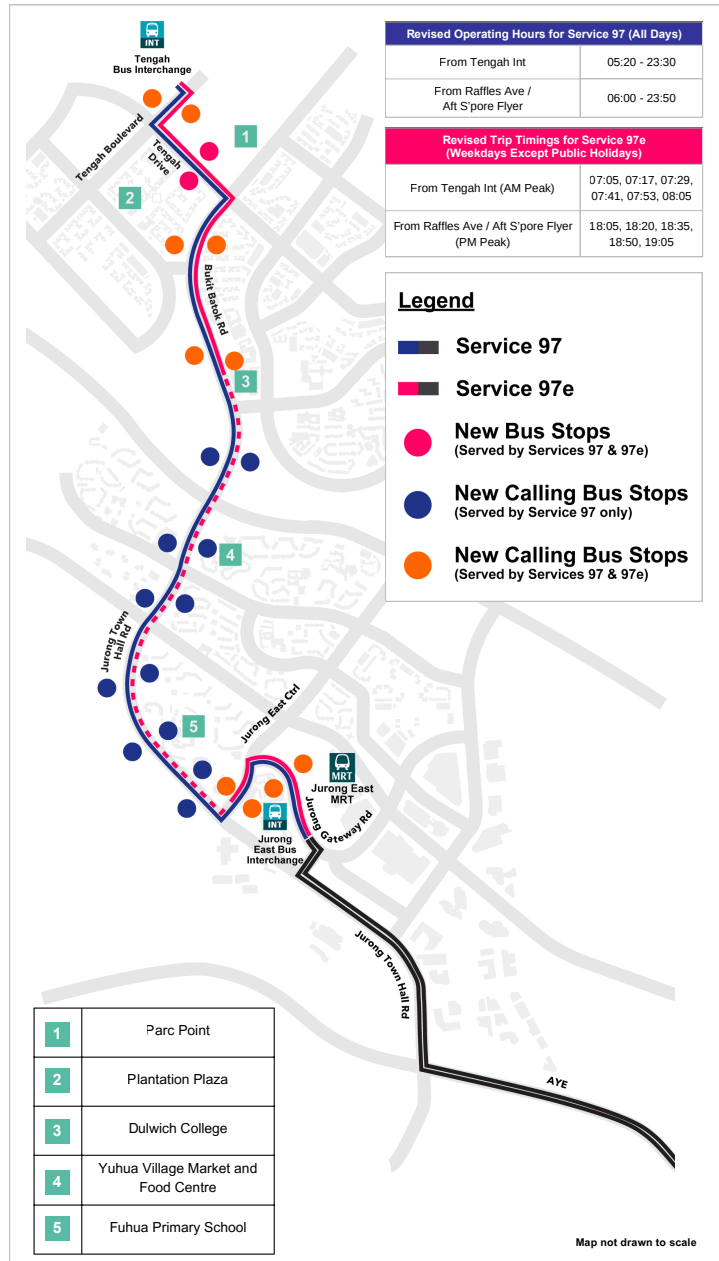 INT
Tengah
Bus Interchange
Revised Operating Hours for Service 97 (All Days)
From Tengah Int
05:20 - 23:30
From Raffles Ave /
Aft S'pore Flyer
06:00 - 23:50
Revised Trip Timings for Service 97e
(Weekdays Except Public Holidays)
From Tengah Int (AM Peak)
07:05, 07:17, 07:29,
07:41, 07:53, 08:05
From Raffles Ave / Aft S'pore Flyer
(PM Peak)
18:05, 18:20, 18:35,
18:50, 19:05
Legend
Service 97
Service 97e
New Bus Stops
(Served by Services 97 & 97e)
New Calling Bus Stops
(Served by Service 97 only)
New Calling Bus Stops
(Served by Services 97 & 97e)
Tengah Boulevard
Tengah
Drive
1
2
Bukit Batok Rd
3
4
Jurong Town
Hall Rd
5
Jurong East Ctrl
MRT
Jurong East
MRT
INT
Jurong
East Bus
Interchange
Jurong Gateway Rd
Jurong Town Hall Rd
AYE
1
Parc Point
2
Plantation Plaza
3
Dulwich College
4
Yuhua Village Market and
Food Centre
5
Fuhua Primary School
Map not drawn to scale